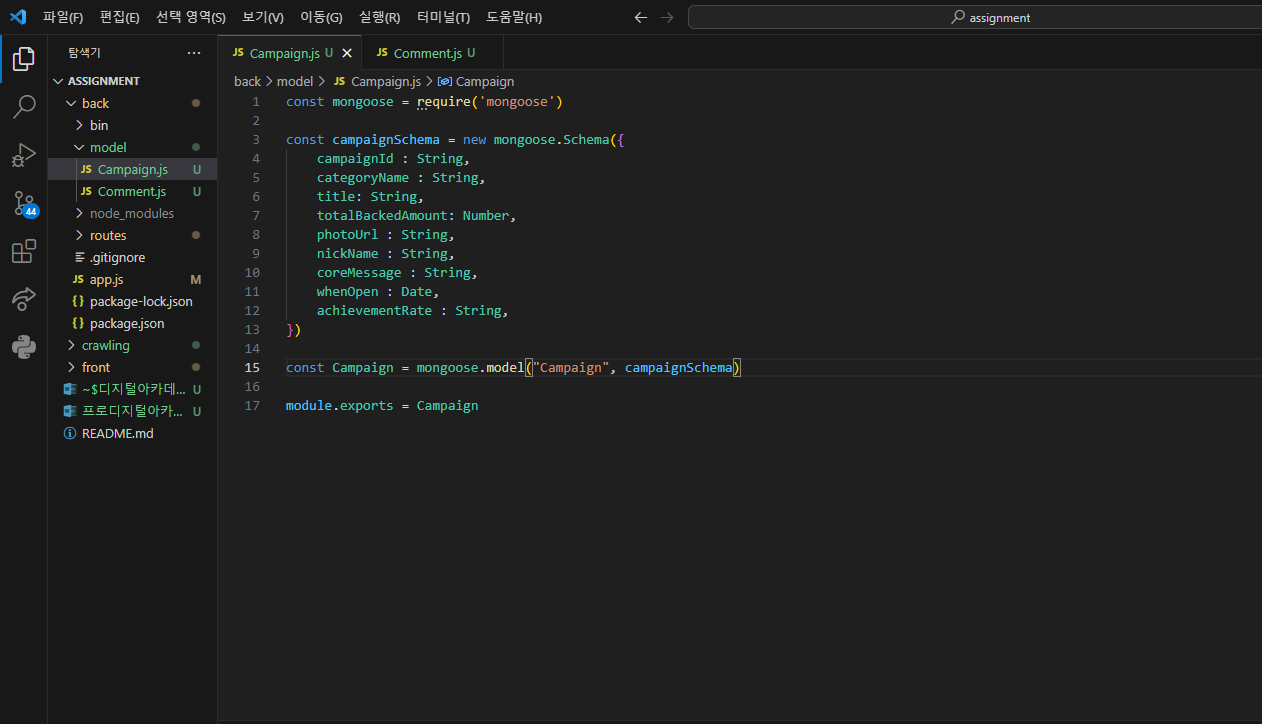 파일(F) 편집(E) 선택 영역(S) 보기(V) 이동(G) 실행(R) 터미널(T) 도움말(H) assignment
탐색기 ...
ASSIGNMENT
back
bin
model
JS Campaign.js U
JS Comment.js U
node_modules
routes
.gitignore
JS app.js M
{} package-lock.json
{} package.json
crawling
front
~$디지털아카데... U
프로디지털아카... U
README.md
44
JS Campaign.js U JS Comment.js U
back > model > JS Campaign.js > Campaign
1 const mongoose = require('mongoose')
2
3 const campaignSchema = new mongoose.Schema({
4 campaignId : String,
5 categoryName : String,
6 title: String,
7 totalBackedAmount: Number,
8 photoUrl : String,
9 nickName : String,
10 coreMessage : String,
11 whenOpen : Date,
12 achievementRate : String,
13 })
14
15 const Campaign = mongoose.model("Campaign", campaignSchema)
16
17 module.exports = Campaign